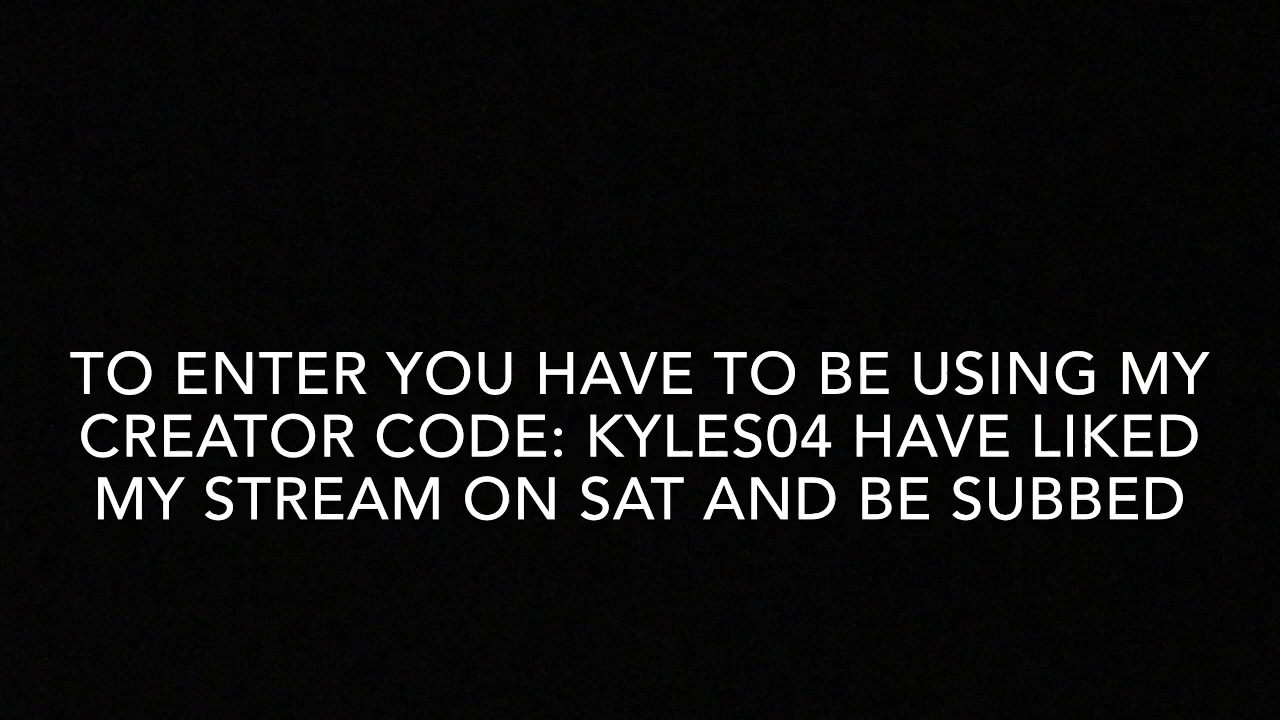 TO ENTER YOU HAVE TO BE USING MY
CREATOR CODE: KYLES04 HAVE LIKED
MY STREAM ON SAT AND BE SUBBED